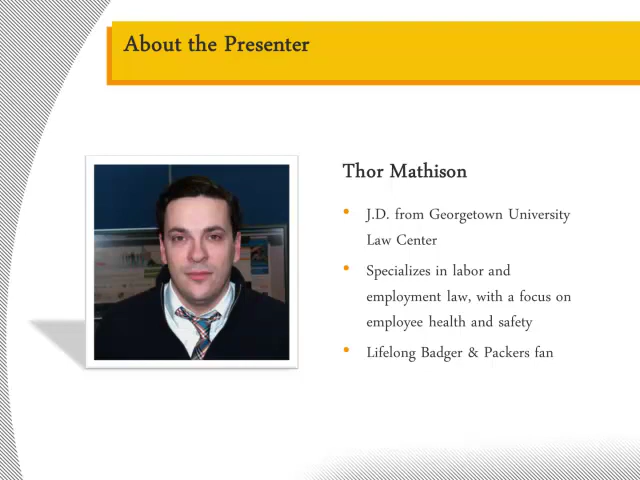 About the Presenter
Thor Mathison
• J.D. from Georgetown University
Law Center
• Specializes in labor and
employment law, with a focus on
employee health and safety
• Lifelong Badger & Packers fan